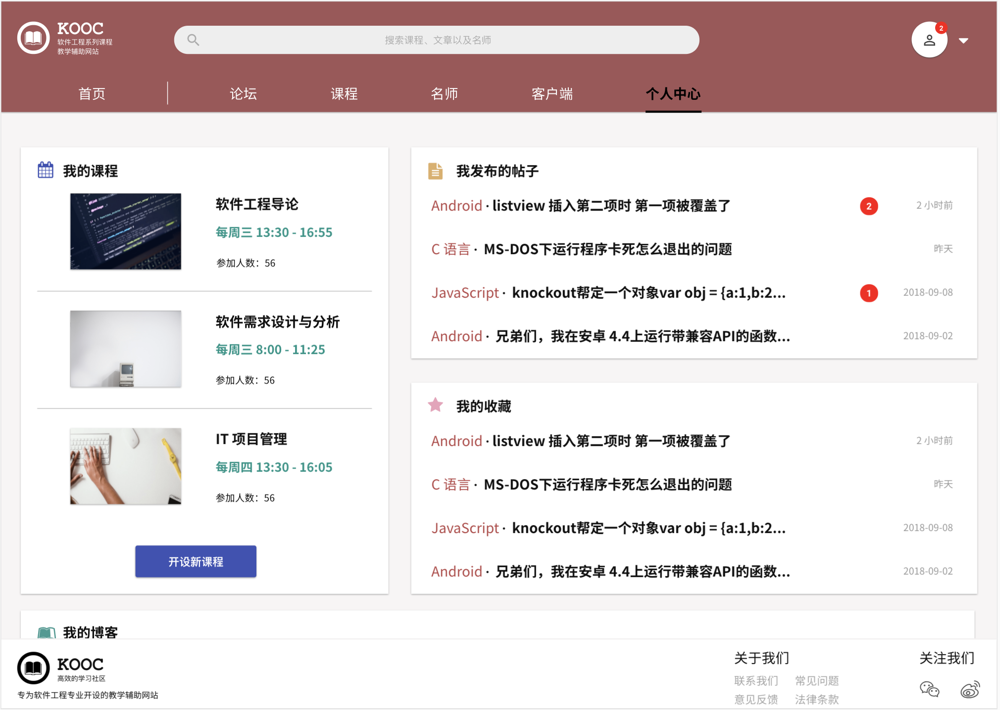 KOOC
软件工程系列课程
教学辅助网站
搜索课程、文章以及名师
2
首页
论坛
课程
名师
客户端
个人中心
我的课程
软件工程导论
每周三 13:30 - 16:55
参加人数：56
软件需求设计与分析
每周三 8:00 - 11:25
参加人数：56
IT 项目管理
每周四 13:30 - 16:05
参加人数：56
开设新课程
我发布的帖子
Android · listview 插入第二项时 第一项被覆盖了 2 2 小时前
C 语言 · MS-DOS下运行程序卡死怎么退出的问题 昨天
JavaScript · knockout帮定一个对象var obj = {a:1,b:2... 1 2018-09-08
Android · 兄弟们，我在安卓 4.4上运行带兼容API的函数... 2018-09-02
我的收藏
Android · listview 插入第二项时 第一项被覆盖了 2 小时前
C 语言 · MS-DOS下运行程序卡死怎么退出的问题 昨天
JavaScript · knockout帮定一个对象var obj = {a:1,b:2... 2018-09-08
Android · 兄弟们，我在安卓 4.4上运行带兼容API的函数... 2018-09-02
我的博客
KOOC
高效的学习社区
专为软件工程专业开设的教学辅助网站
关于我们
联系我们 常见问题
意见反馈 法律条款
关注我们